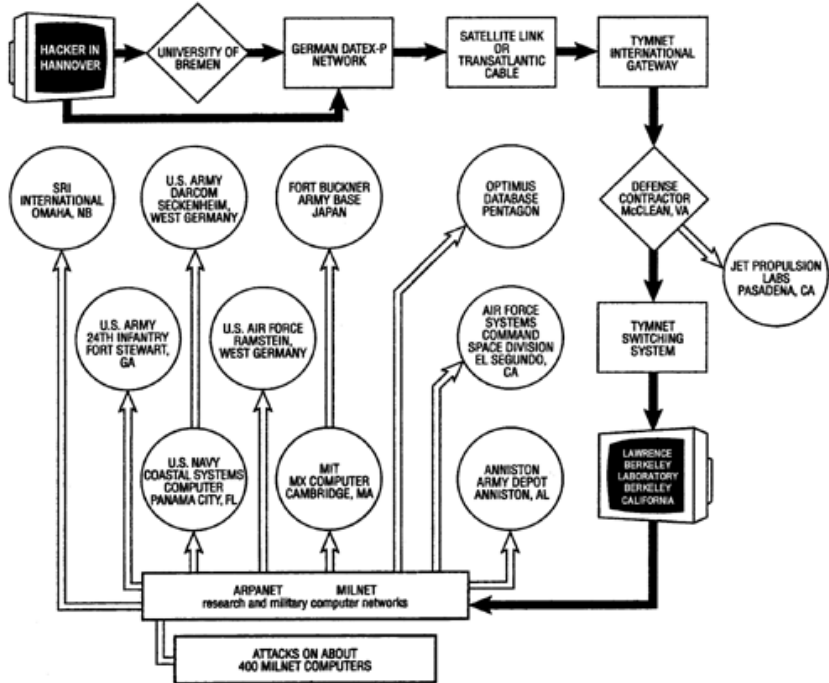 HACKER IN
HANNOVER
UNIVERSITY OF
BREMEN
GERMAN DATEX-P
NETWORK
SATELLITE LINK
OR
TRANSATLANTIC
CABLE
TYMNET
INTERNATIONAL
GATEWAY
SRI
INTERNATIONAL
OMAHA, NB
U.S. ARMY
DARCOM
SECKENHEIM,
WEST GERMANY
FORT BUCKNER
ARMY BASE
JAPAN
OPTIMUS
DATABASE
PENTAGON
DEFENSE
CONTRACTOR
McCLEAN, VA
JET PROPULSION
LABS
PASADENA, CA
U.S. ARMY
24TH INFANTRY
FORT STEWART,
GA
U.S. AIR FORCE
RAMSTEIN,
WEST GERMANY
AIR FORCE
SYSTEMS
COMMAND
SPACE DIVISION
EL SEGUNDO,
CA
TYMNET
SWITCHING
SYSTEM
U.S. NAVY
COASTAL SYSTEMS
COMPUTER
PANAMA CITY, FL
MIT
MX COMPUTER
CAMBRIDGE, MA
ANNISTON
ARMY DEPOT
ANNISTON, AL
LAWRENCE
BERKELEY
LABORATORY
BERKELEY
CALIFORNIA
ARPANET MILNET
research and military computer networks
ATTACKS ON ABOUT
400 MILNET COMPUTERS